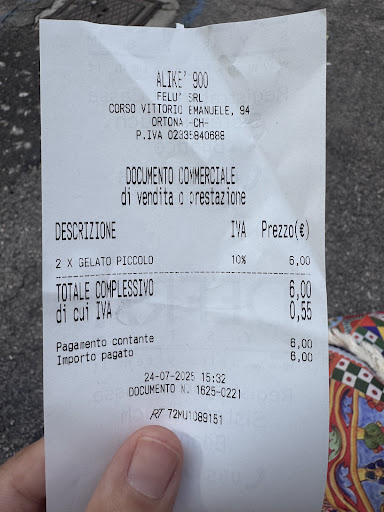 ALIKE' 900
FELU' SRL
CORSO VITTORIO EMANUELE, 94
ORTONA -CH-
P.IVA 02335840688
DOCUMENTO COMMERCIALE
di vendita o prestazione
DESCRIZIONE IVA Prezzo(€)
2 X GELATO PICCOLO 10% 6,00
TOTALE COMPLESSIVO 6,00
di cui IVA 0,55
Pagamento contante 6,00
Importo pagato 6,00
24-07-2025 15:32
DOCUMENTO N. 1625-0221
RT 72MU1089151